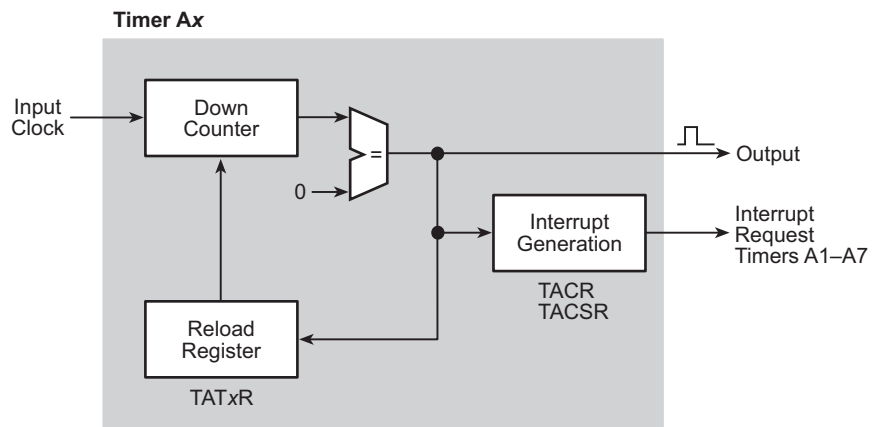 Timer Ax
Input
Clock
Down
Counter
=
0
Output
Interrupt
Generation
Interrupt
Request
Timers A1–A7
TACR
TACSR
Reload
Register
TATxR